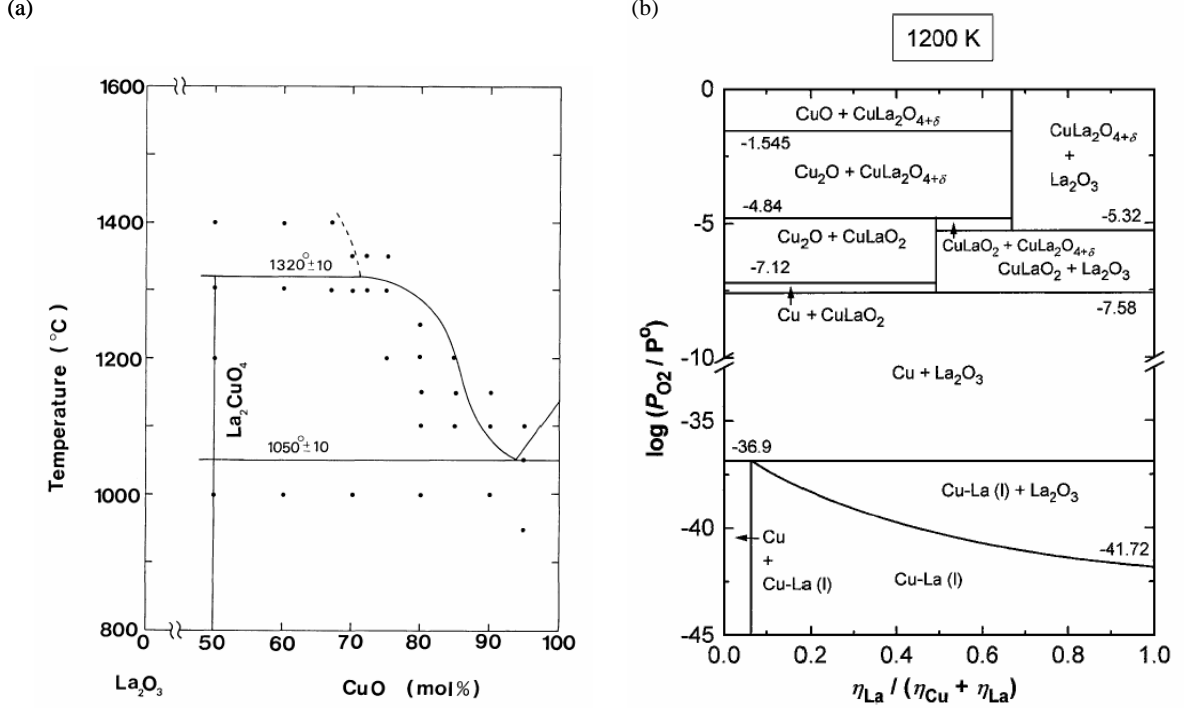 (a)
1600
1400
1200
1000
800
Temperature (°C)
1320°±10
La₂CuO₄
1050°±10
0
50
60
70
80
90
100
La₂O₃
CuO (mol%)
(b)
1200 K
0
-5
-10
-35
-40
-45
log (P_O2 / P°)
CuO + CuLa₂O₄₊δ
-1.545
Cu₂O + CuLa₂O₄₊δ
-4.84
CuLa₂O₄₊δ
+
La₂O₃
-5.32
Cu₂O + CuLaO₂
CuLaO₂ + CuLa₂O₄₊δ
CuLaO₂ + La₂O₃
-7.12
Cu + CuLaO₂
-7.58
Cu + La₂O₃
-36.9
Cu-La (l) + La₂O₃
-41.72
Cu
+
Cu-La (l)
Cu-La (l)
0.0
0.2
0.4
0.6
0.8
1.0
η_La / (η_Cu + η_La)